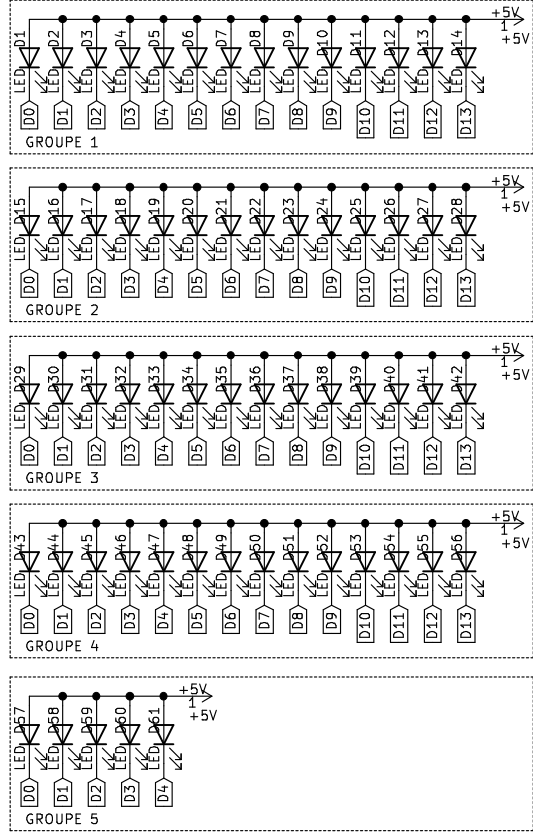 D1 D2 D3 D4 D5 D6 D7 D8 D9 D10 D11 D12 D13 D14 +5V
1
+5V
LED LED LED LED LED LED LED LED LED LED LED LED LED LED
D0 D1 D2 D3 D4 D5 D6 D7 D8 D9 D10 D11 D12 D13
GROUPE 1
D15 D16 D17 D18 D19 D20 D21 D22 D23 D24 D25 D26 D27 D28 +5V
1
+5V
LED LED LED LED LED LED LED LED LED LED LED LED LED LED
D0 D1 D2 D3 D4 D5 D6 D7 D8 D9 D10 D11 D12 D13
GROUPE 2
D29 D30 D31 D32 D33 D34 D35 D36 D37 D38 D39 D40 D41 D42 +5V
1
+5V
LED LED LED LED LED LED LED LED LED LED LED LED LED LED
D0 D1 D2 D3 D4 D5 D6 D7 D8 D9 D10 D11 D12 D13
GROUPE 3
D43 D44 D45 D46 D47 D48 D49 D50 D51 D52 D53 D54 D55 D56 +5V
1
+5V
LED LED LED LED LED LED LED LED LED LED LED LED LED LED
D0 D1 D2 D3 D4 D5 D6 D7 D8 D9 D10 D11 D12 D13
GROUPE 4
D57 D58 D59 D60 D61 +5V
1
+5V
LED LED LED LED LED
D0 D1 D2 D3 D4
GROUPE 5